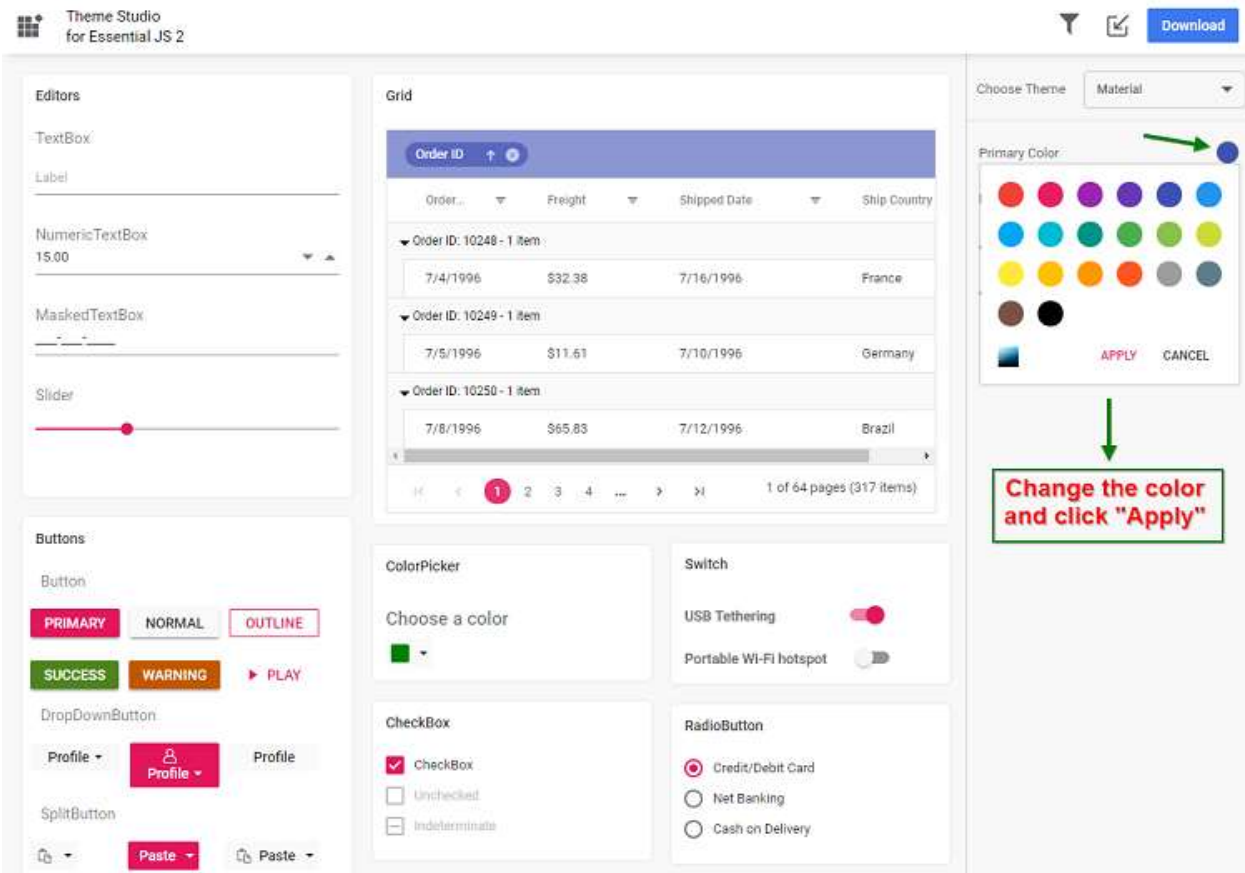 Theme Studio
for Essential JS 2
Download
Editors
TextBox
Label
NumericTextBox
15.00
MaskedTextBox
___-___-____
Slider
Buttons
Button
PRIMARY NORMAL OUTLINE
SUCCESS WARNING PLAY
DropDownButton
Profile Profile Profile
SplitButton
Paste Paste
Grid
Order ID
Order... Freight Shipped Date Ship Country
Order ID: 10248 - 1 item
7/4/1996 $32.38 7/16/1996 France
Order ID: 10249 - 1 item
7/5/1996 $11.61 7/10/1996 Germany
Order ID: 10250 - 1 item
7/8/1996 $65.83 7/12/1996 Brazil
1 2 3 4 ... 1 of 64 pages (317 items)
ColorPicker
Choose a color
Switch
USB Tethering
Portable Wi-Fi hotspot
CheckBox
CheckBox
Unchecked
Indeterminate
RadioButton
Credit/Debit Card
Net Banking
Cash on Delivery
Choose Theme Material
Primary Color
APPLY CANCEL
Change the color
and click "Apply"